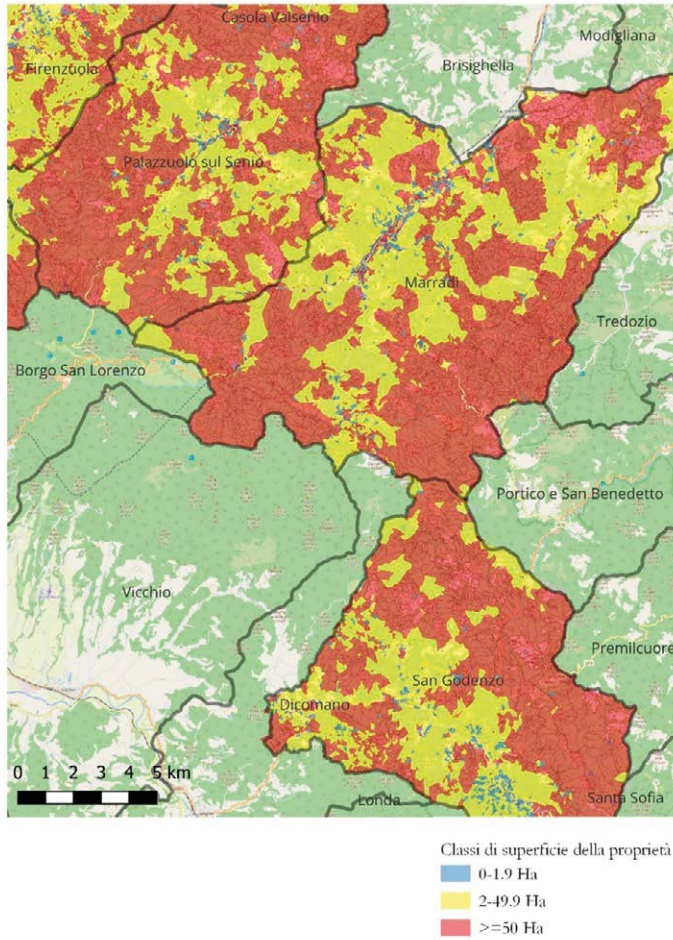 Casola Valsenio
Modigliana
Brisighella
Firenzuola
Palazzuolo sul Senio
Marradi
Tredozio
Borgo San Lorenzo
Portico e San Benedetto
Vicchio
Premilcuore
San Godenzo
Dicomano
0 1 2 3 4 5 km
Londa
Santa Sofia
Classi di superficie della proprietà
0-1.9 Ha
2-49.9 Ha
>=50 Ha